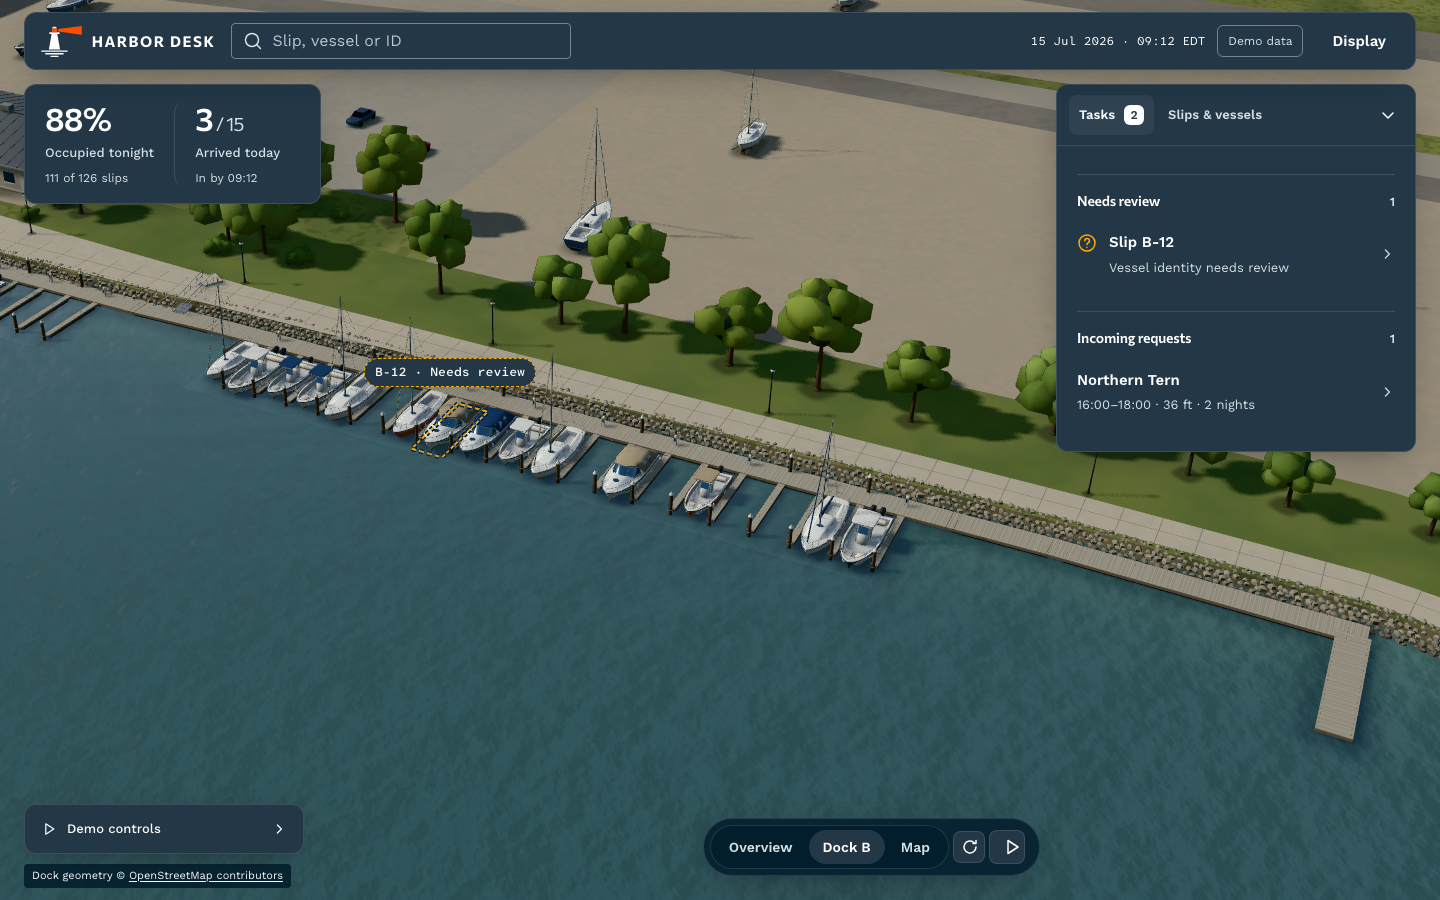 HARBOR DESK
Slip, vessel or ID
15 Jul 2026 · 09:12 EDT
Demo data
Display
88%
Occupied tonight
111 of 126 slips
3/15
Arrived today
In by 09:12
Tasks 2
Slips & vessels
Needs review 1
Slip B-12
Vessel identity needs review
Incoming requests 1
Northern Tern
16:00–18:00 · 36 ft · 2 nights
B-12 · Needs review
Demo controls
Overview
Dock B
Map
Dock geometry © OpenStreetMap contributors